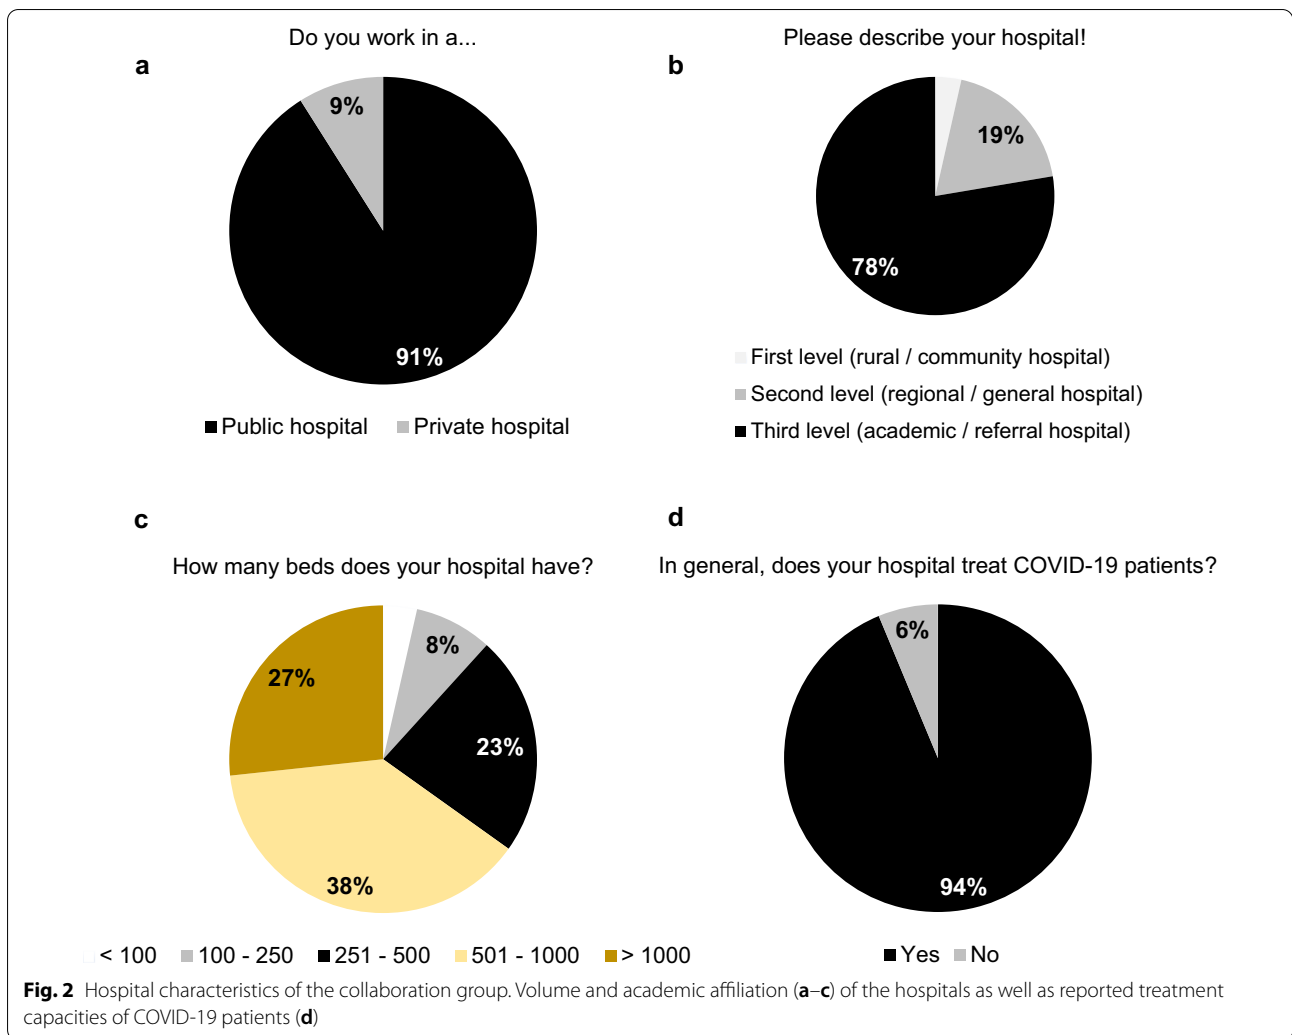 Do you work in a...
a
9%
91%
Public hospital Private hospital
Please describe your hospital!
b
19%
78%
First level (rural / community hospital)
Second level (regional / general hospital)
Third level (academic / referral hospital)
c
How many beds does your hospital have?
8%
27%
23%
38%
< 100 100 - 250 251 - 500 501 - 1000 > 1000
d
In general, does your hospital treat COVID-19 patients?
6%
94%
Yes No
Fig. 2 Hospital characteristics of the collaboration group. Volume and academic affiliation (a–c) of the hospitals as well as reported treatment
capacities of COVID-19 patients (d)